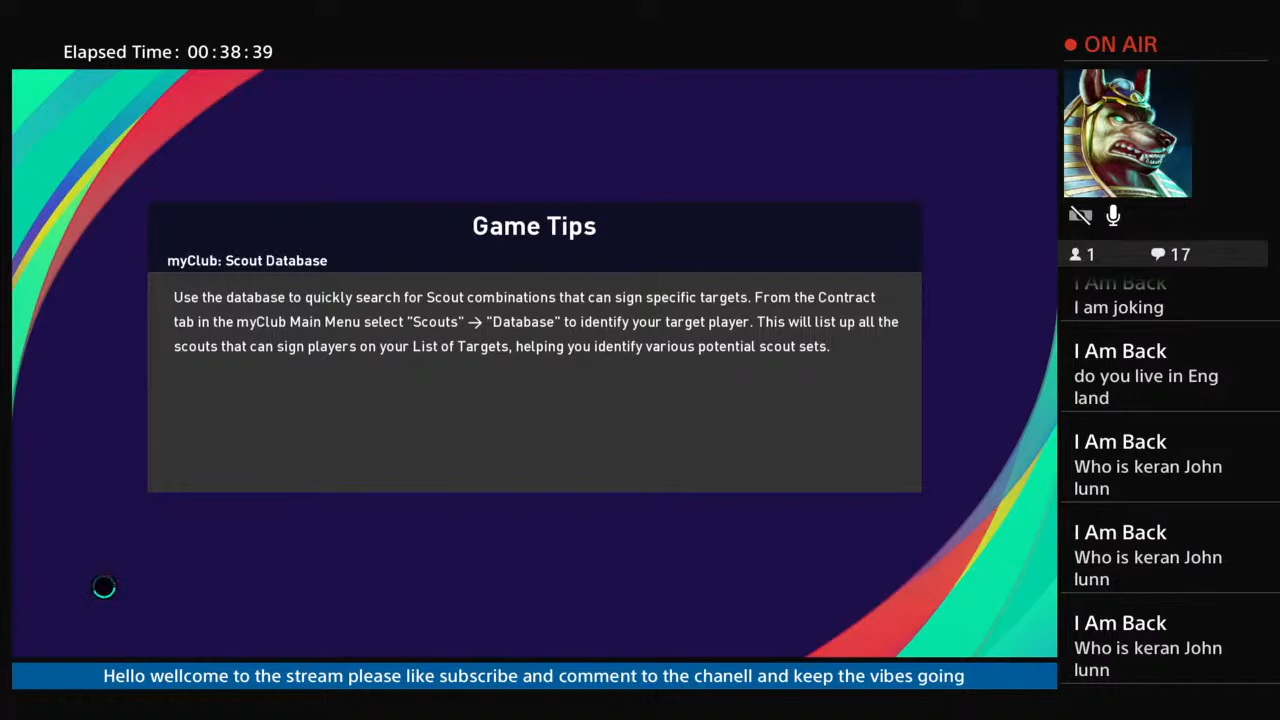 Elapsed Time: 00:38:39
ON AIR
Game Tips
myClub: Scout Database
Use the database to quickly search for Scout combinations that can sign specific targets. From the Contract
tab in the myClub Main Menu select "Scouts" → "Database" to identify your target player. This will list up all the
scouts that can sign players on your List of Targets, helping you identify various potential scout sets.
1
17
I Am Back
I am joking
I Am Back
do you live in Eng
land
I Am Back
Who is keran John
lunn
I Am Back
Who is keran John
lunn
I Am Back
Who is keran John
lunn
Hello wellcome to the stream please like subscribe and comment to the chanell and keep the vibes going